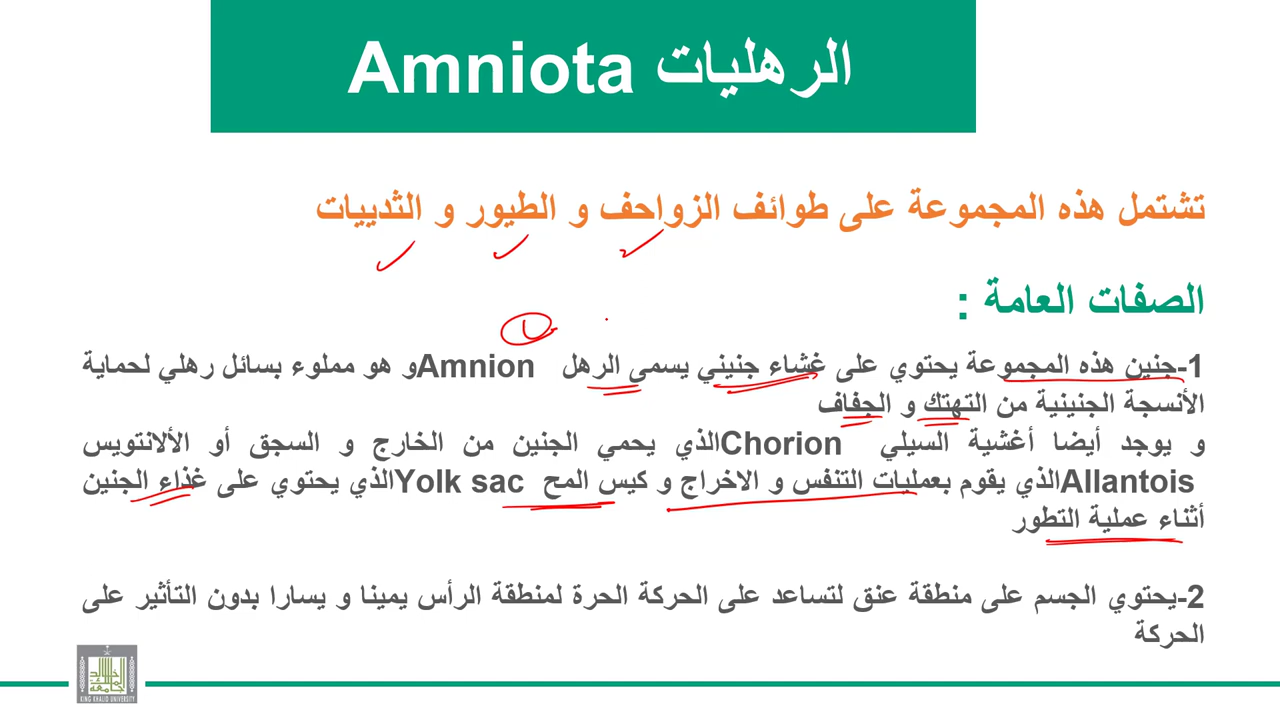 الرهليات Amniota
تشتمل هذه المجموعة على طوائف الزواحف و الطيور و الثدييات
الصفات العامة :
1-جنين هذه المجموعة يحتوي على غشاء جنيني يسمى الرهل Amnion و هو مملوء بسائل رهلي لحماية
الأنسجة الجنينية من التهتك و الجفاف
و يوجد أيضا أغشية السيلي Chorion الذي يحمي الجنين من الخارج و السجق أو الألانتويس
Allantois الذي يقوم بعمليات التنفس و الاخراج و كيس المح Yolk sac الذي يحتوي على غذاء الجنين
أثناء عملية التطور
2-يحتوي الجسم على منطقة عنق لتساعد على الحركة الحرة لمنطقة الرأس يمينا و يسارا بدون التأثير على
الحركة
KING KHALID UNIVERSITY